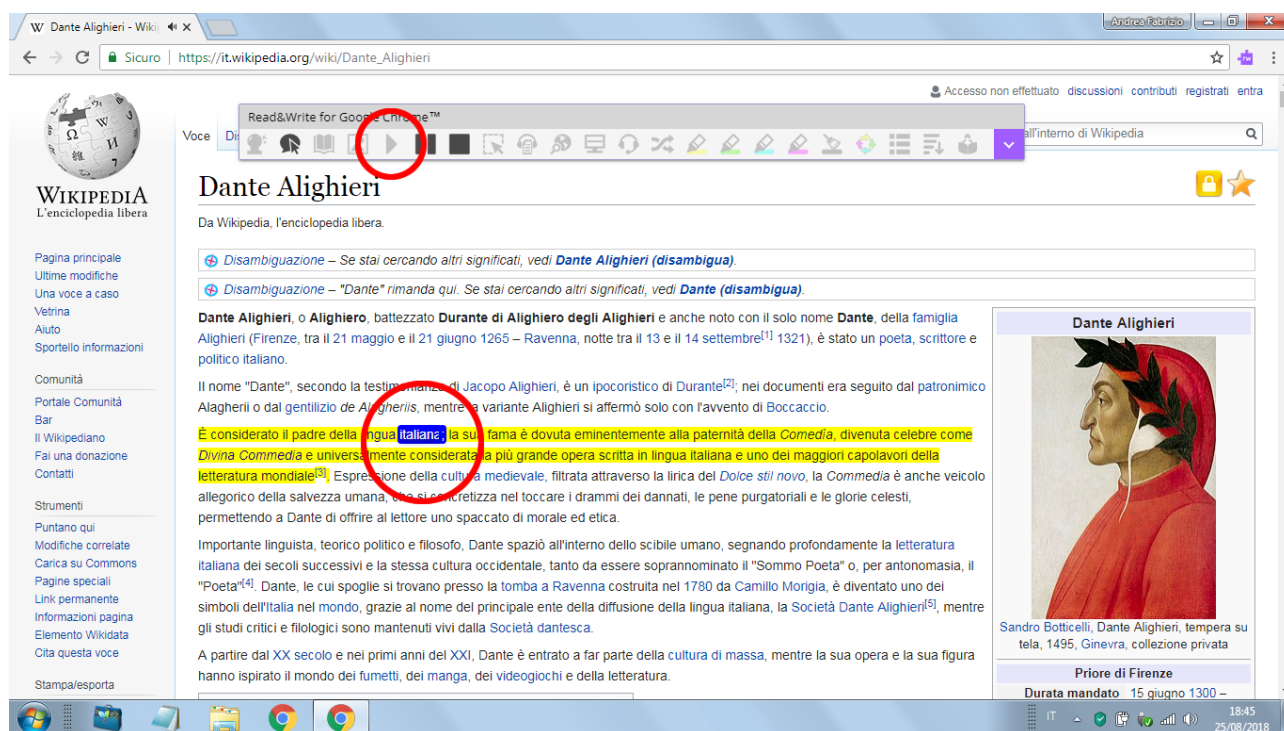 Dante Alighieri - Wikip
Andrea Fabrizio
Sicuro
https://it.wikipedia.org/wiki/Dante_Alighieri
rw
Accesso non effettuato discussioni contributi registrati entra
Read&Write for Google Chrome™
Voce
all'interno di Wikipedia
WIKIPEDIA
L'enciclopedia libera
Pagina principale
Ultime modifiche
Una voce a caso
Vetrina
Aiuto
Sportello informazioni
Comunità
Portale Comunità
Bar
Il Wikipediano
Fai una donazione
Contatti
Strumenti
Puntano qui
Modifiche correlate
Carica su Commons
Pagine speciali
Link permanente
Informazioni pagina
Elemento Wikidata
Cita questa voce
Stampa/esporta
Dante Alighieri
Da Wikipedia, l'enciclopedia libera.
Disambiguazione – Se stai cercando altri significati, vedi Dante Alighieri (disambigua).
Disambiguazione – "Dante" rimanda qui. Se stai cercando altri significati, vedi Dante (disambigua).
Dante Alighieri, o Alighiero, battezzato Durante di Alighiero degli Alighieri e anche noto con il solo nome Dante, della famiglia
Alighieri (Firenze, tra il 21 maggio e il 21 giugno 1265 – Ravenna, notte tra il 13 e il 14 settembre[1] 1321), è stato un poeta, scrittore e
politico italiano.
Il nome "Dante", secondo la testimonianza di Jacopo Alighieri, è un ipocoristico di Durante[2]; nei documenti era seguito dal patronimico
Alagherii o dal gentilizio de Alagheriis, mentre la variante Alighieri si affermò solo con l'avvento di Boccaccio.
È considerato il padre della lingua italiana; la sua fama è dovuta eminentemente alla paternità della Comedìa, divenuta celebre come
Divina Commedia e universalmente considerata la più grande opera scritta in lingua italiana e uno dei maggiori capolavori della
letteratura mondiale[3]. Espressione della cultura medievale, filtrata attraverso la lirica del Dolce stil novo, la Commedia è anche veicolo
allegorico della salvezza umana, che si concretizza nel toccare i drammi dei dannati, le pene purgatoriali e le glorie celesti,
permettendo a Dante di offrire al lettore uno spaccato di morale ed etica.
Importante linguista, teorico politico e filosofo, Dante spaziò all'interno dello scibile umano, segnando profondamente la letteratura
italiana dei secoli successivi e la stessa cultura occidentale, tanto da essere soprannominato il "Sommo Poeta" o, per antonomasia, il
"Poeta"[4]. Dante, le cui spoglie si trovano presso la tomba a Ravenna costruita nel 1780 da Camillo Morigia, è diventato uno dei
simboli dell'Italia nel mondo, grazie al nome del principale ente della diffusione della lingua italiana, la Società Dante Alighieri[5], mentre
gli studi critici e filologici sono mantenuti vivi dalla Società dantesca.
A partire dal XX secolo e nei primi anni del XXI, Dante è entrato a far parte della cultura di massa, mentre la sua opera e la sua figura
hanno ispirato il mondo dei fumetti, dei manga, dei videogiochi e della letteratura.
Dante Alighieri
Sandro Botticelli, Dante Alighieri, tempera su
tela, 1495, Ginevra, collezione privata
Priore di Firenze
Durata mandato 15 giugno 1300 –
IT
18:45
25/08/2018